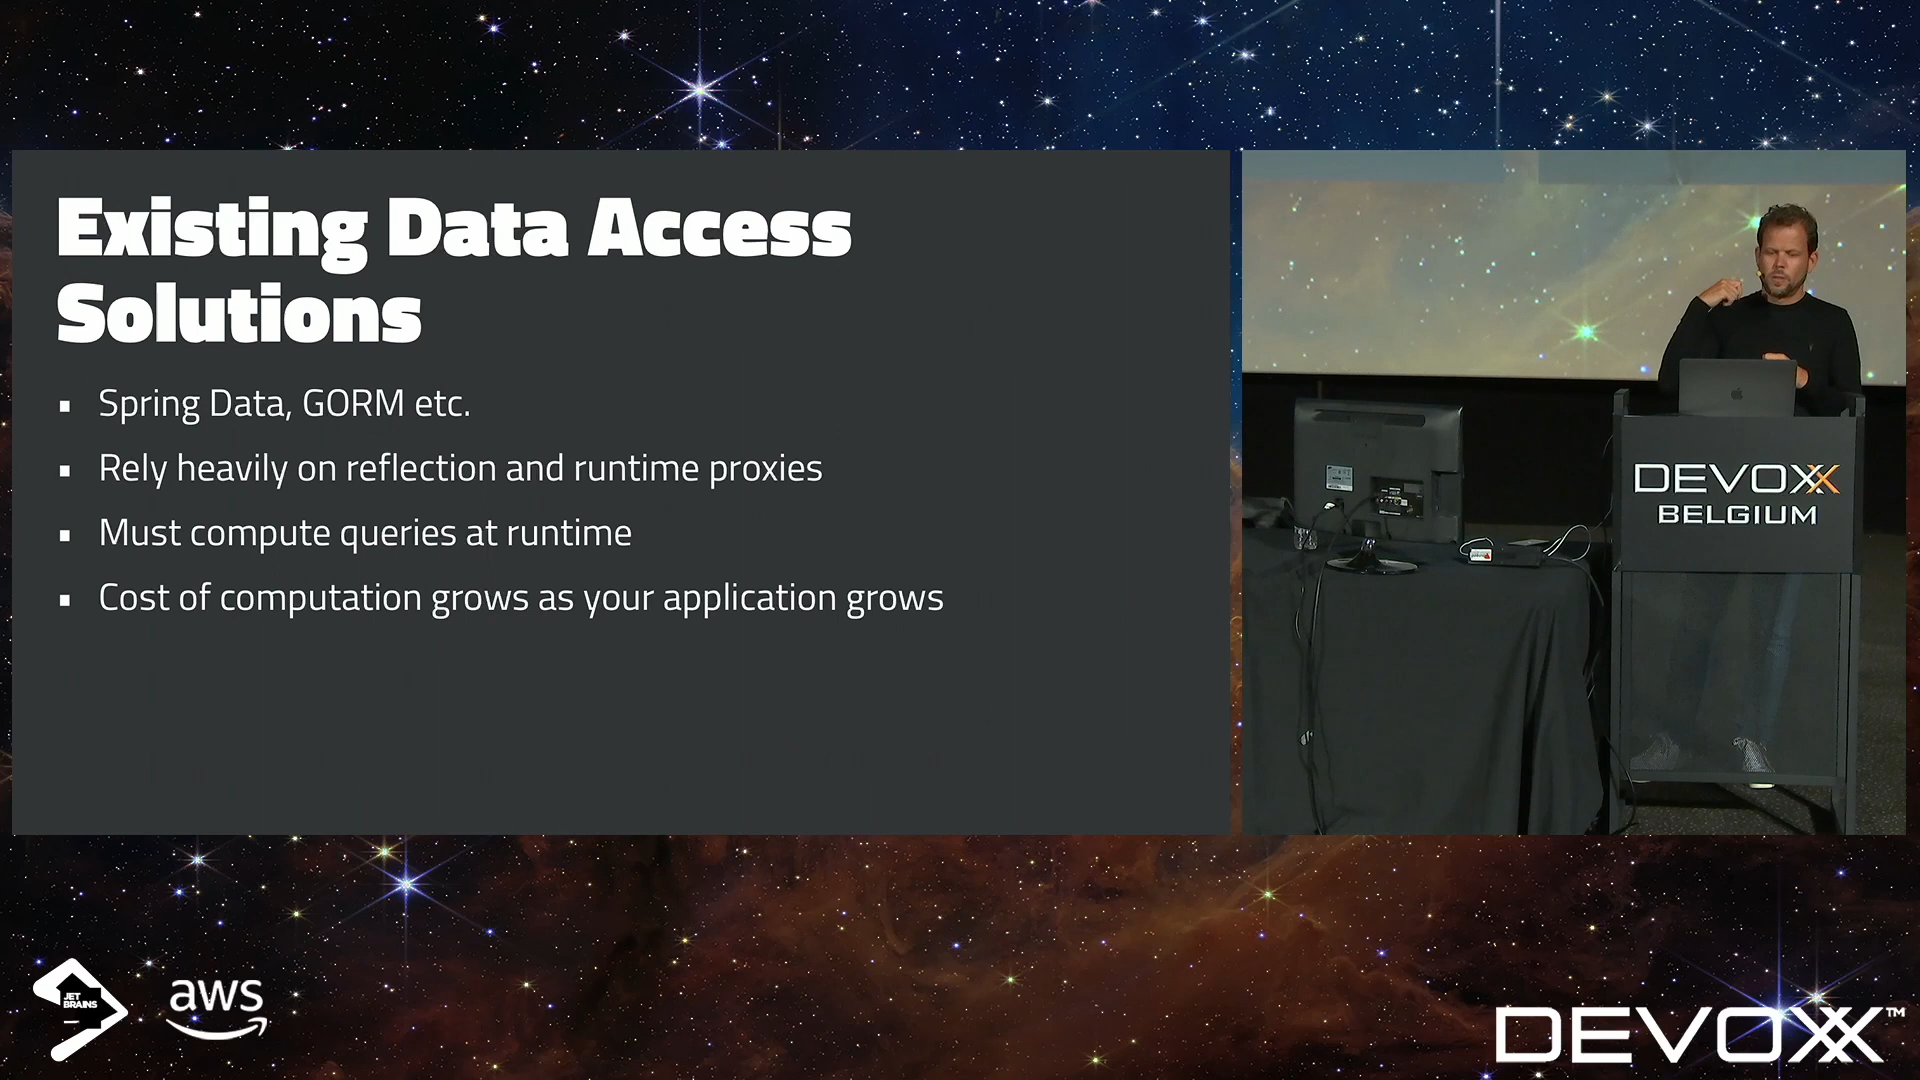 Existing Data Access
Solutions
▪ Spring Data, GORM etc.
▪ Rely heavily on reflection and runtime proxies
▪ Must compute queries at runtime
▪ Cost of computation grows as your application grows
DEVOXX
BELGIUM
JET
BRAINS
aws
DEVOXX™